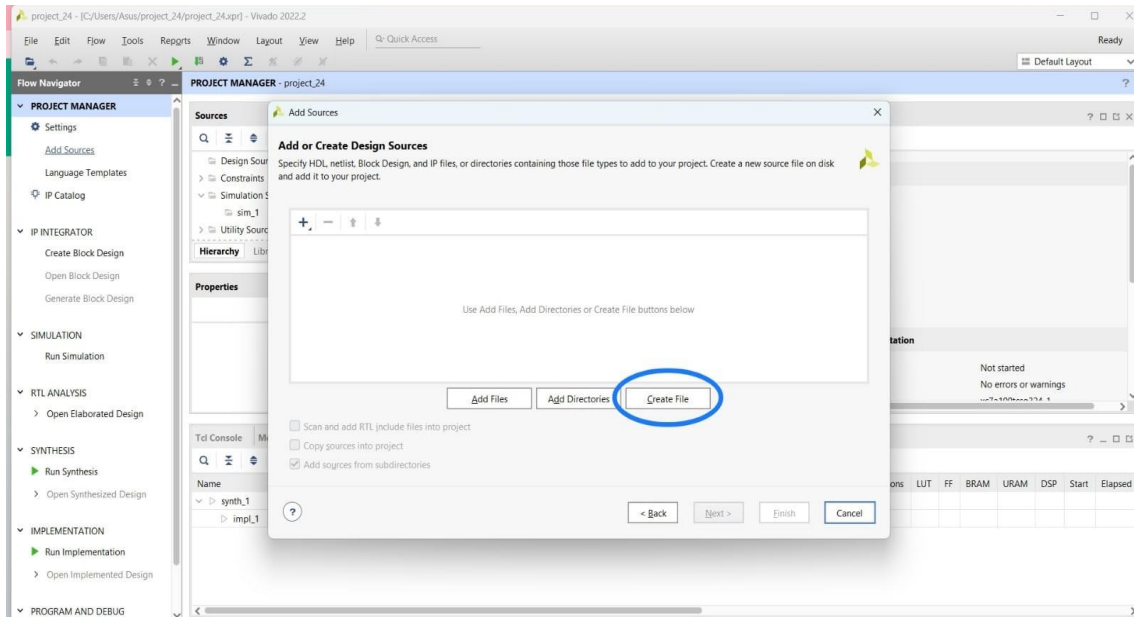 project_24 - [C:/Users/Asus/project_24/project_24.xpr] - Vivado 2022.2
File Edit Flow Tools Reports Window Layout View Help Quick Access
Ready
Default Layout
Flow Navigator
PROJECT MANAGER - project_24
PROJECT MANAGER
Settings
Add Sources
Language Templates
IP Catalog
IP INTEGRATOR
Create Block Design
Open Block Design
Generate Block Design
SIMULATION
Run Simulation
RTL ANALYSIS
Open Elaborated Design
SYNTHESIS
Run Synthesis
Open Synthesized Design
IMPLEMENTATION
Run Implementation
Open Implemented Design
PROGRAM AND DEBUG
Sources
Design Sour
Constraints
Simulation S
sim_1
Utility Sourc
Hierarchy Libr
Properties
Add Sources
Add or Create Design Sources
Specify HDL, netlist, Block Design, and IP files, or directories containing those file types to add to your project. Create a new source file on disk
and add it to your project.
Use Add Files, Add Directories or Create File buttons below
Add Files Add Directories Create File
Scan and add RTL include files into project
Copy sources into project
Add sources from subdirectories
? < Back Next > Finish Cancel
tation
Not started
No errors or warnings
Tcl Console M
Name
synth_1
impl_1
ons LUT FF BRAM URAM DSP Start Elapsed